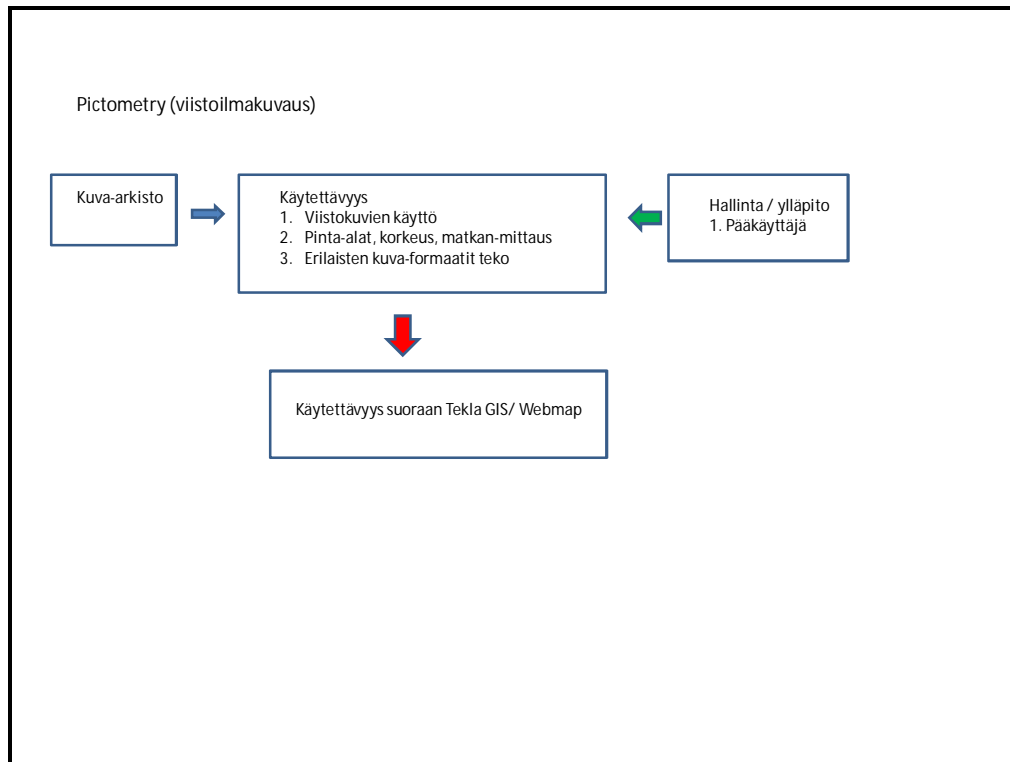 Pictometry (viistoilmakuvaus)
Kuva-arkisto
Käytettävyys
1. Viistokuvien käyttö
2. Pinta-alat, korkeus, matkan-mittaus
3. Erilaisten kuva-formaatit teko
Hallinta / ylläpito
1. Pääkäyttäjä
Käytettävyys suoraan Tekla GIS/ Webmap